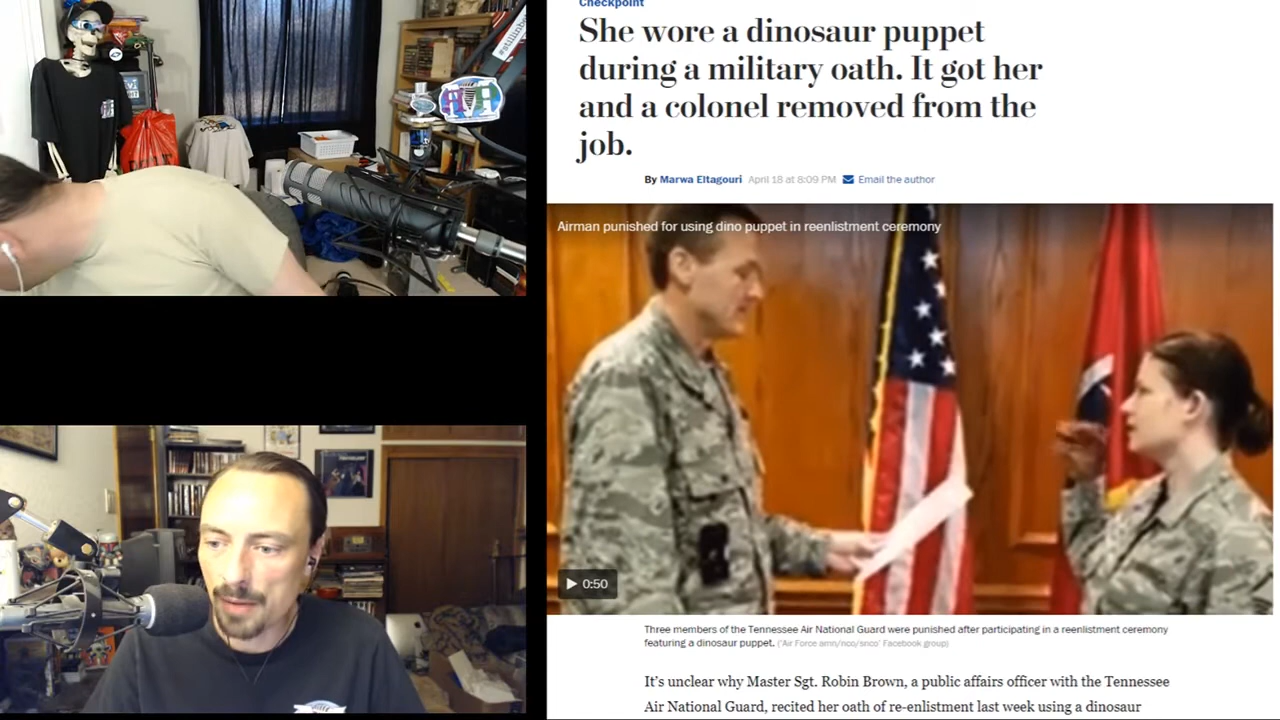 Checkpoint
She wore a dinosaur puppet
during a military oath. It got her
and a colonel removed from the
job.
By Marwa Eltagouri April 18 at 8:09 PM Email the author
Airman punished for using dino puppet in reenlistment ceremony
0:50
Three members of the Tennessee Air National Guard were punished after participating in a reenlistment ceremony
featuring a dinosaur puppet. ('Air Force amn/nco/snco' Facebook group)
It's unclear why Master Sgt. Robin Brown, a public affairs officer with the Tennessee
Air National Guard, recited her oath of re-enlistment last week using a dinosaur